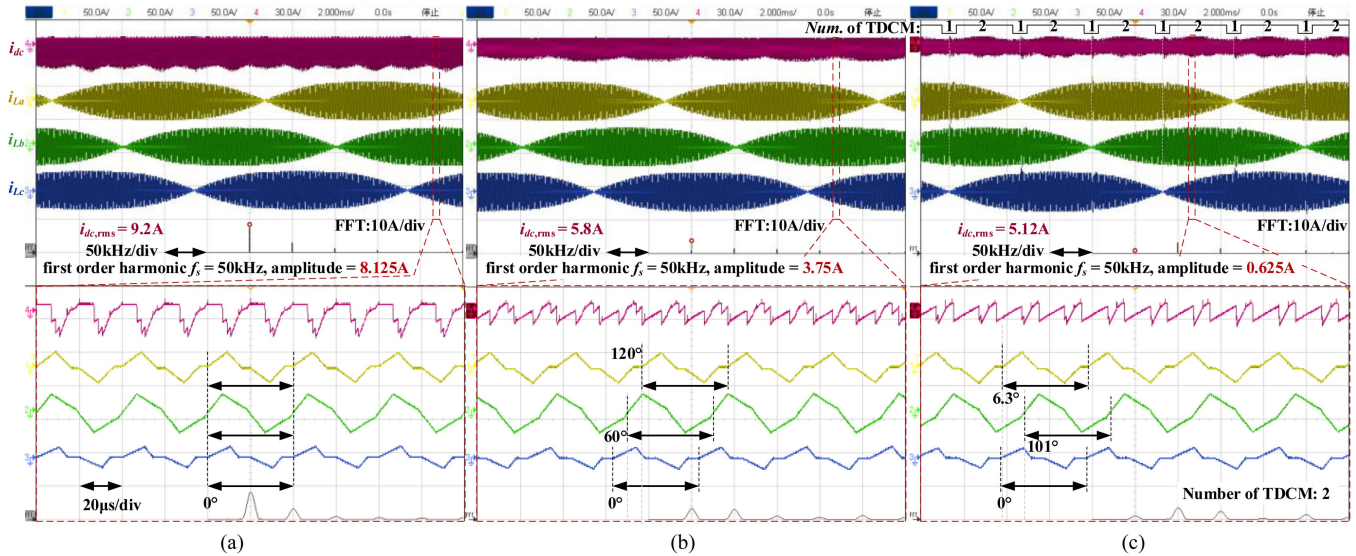 1 50.0A/ 2 50.0A/ 3 50.0A/ 4 30.0A/ 2.000ms/ 0.0s 停止
1 50.0A/ 2 50.0A/ 3 50.0A/ 4 30.0A/ 2.000ms/ 0.0s 停止
1 50.0A/ 2 50.0A/ 3 50.0A/ 4 30.0A/ 2.000ms/ 0.0s 停止
Num. of TDCM: 2 1 2 1 2 1 2 1 2 1 2 1 2
idc
iLa
iLb
iLc
idc,rms = 9.2A
FFT:10A/div
50kHz/div
first order harmonic fs = 50kHz, amplitude = 8.125A
idc,rms = 5.8A
FFT:10A/div
50kHz/div
first order harmonic fs = 50kHz, amplitude = 3.75A
idc,rms = 5.12A
FFT:10A/div
50kHz/div
first order harmonic fs = 50kHz, amplitude = 0.625A
20μs/div
0°
120°
60°
0°
6.3°
101°
0°
Number of TDCM: 2
(a)
(b)
(c)